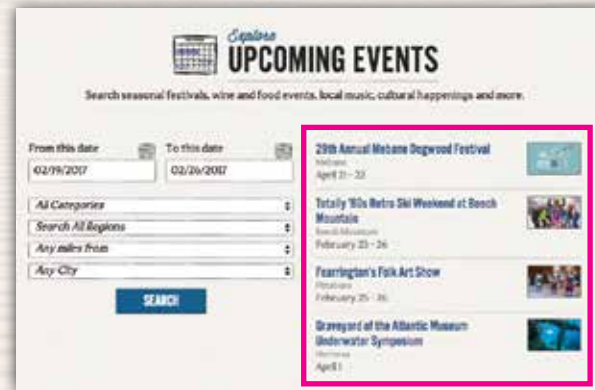 Explore
UPCOMING EVENTS
Search seasonal festivals, wine and food events, local music, cultural happenings and more.
From this date
To this date
02/19/2017
02/26/2017
All Categories
Search All Regions
Any miles from
Any City
SEARCH
29th Annual Mebane Dogwood Festival
Mebane
April 21 - 22
Totally '80s Retro Ski Weekend at Beech
Mountain
Beech Mountain
February 23 - 26
Fearrington's Folk Art Show
Pittsboro
February 25 - 26
Graveyard of the Atlantic Museum
Underwater Symposium
Hatteras
April 1